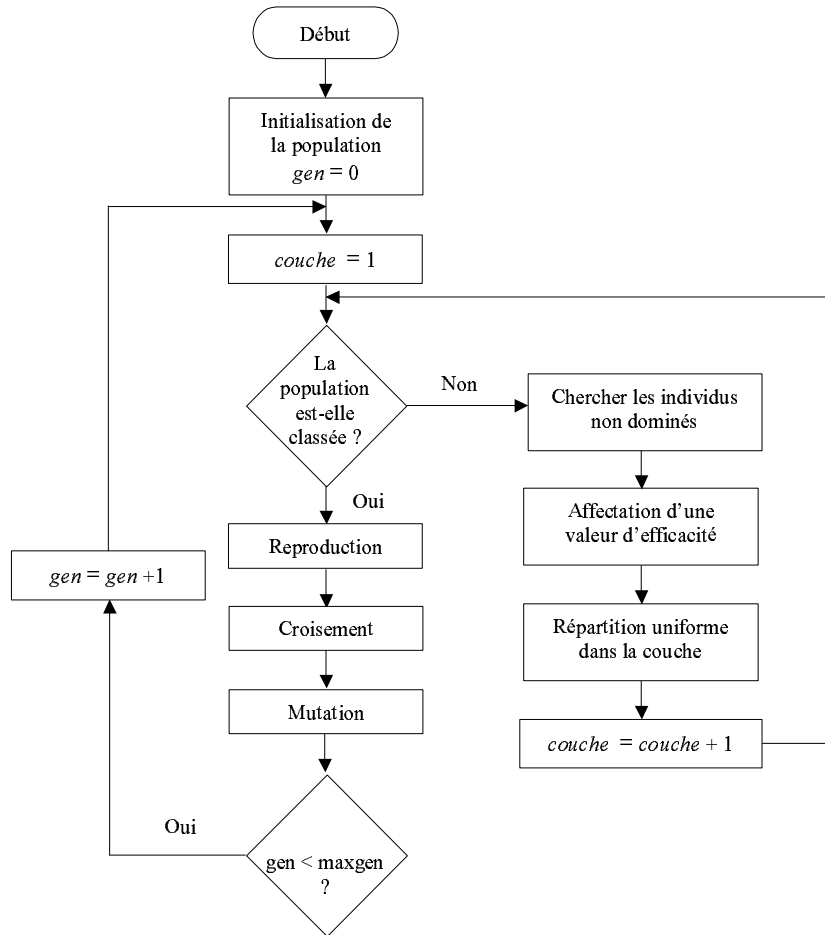 Début
Initialisation de
la population
gen = 0
couche = 1
La
population
est-elle
classée ?
Non
Chercher les individus
non dominés
Oui
Affectation d’une
valeur d’efficacité
Reproduction
gen = gen +1
Croisement
Répartition uniforme
dans la couche
Mutation
couche = couche + 1
Oui
gen < maxgen
?